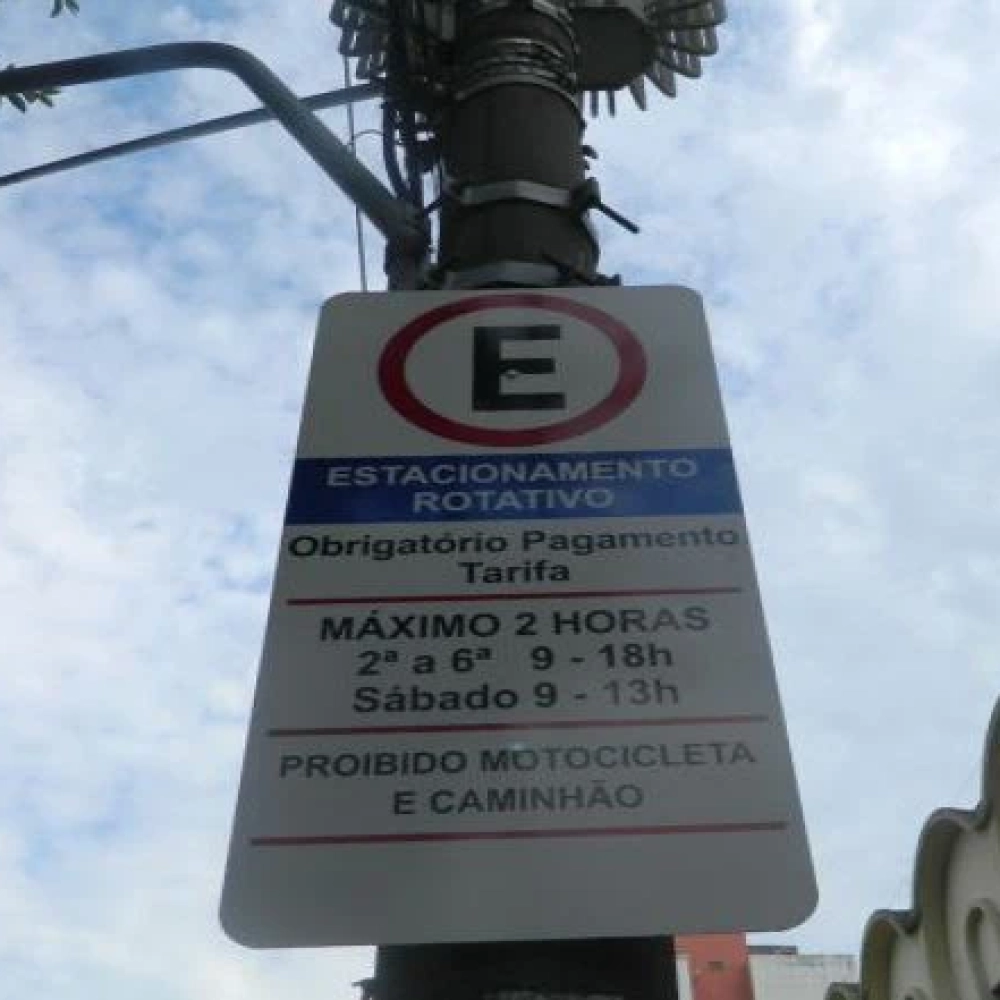 E
ESTACIONAMENTO
ROTATIVO
Obrigatório Pagamento
Tarifa
MÁXIMO 2 HORAS
2ª a 6ª 9 - 18h
Sábado 9 - 13h
PROIBIDO MOTOCICLETA
E CAMINHÃO